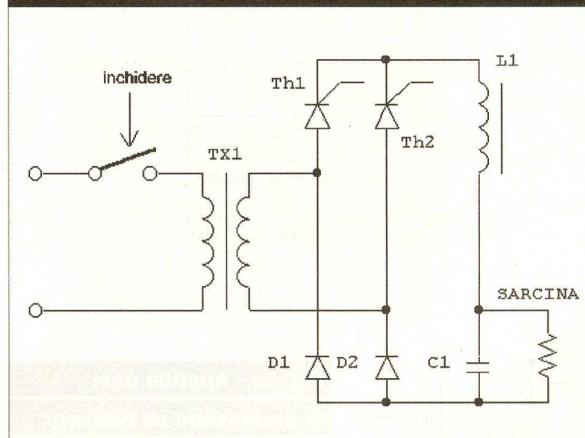 L1
inchidere
Th1
Th2
TX1
SARCINA
D1
D2
C1